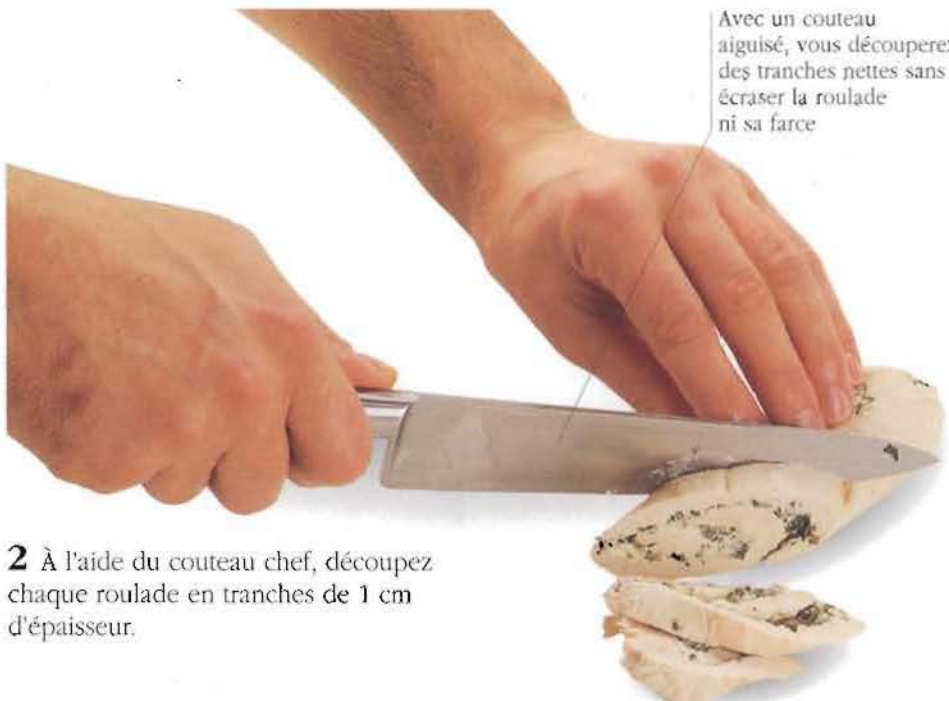 Avec un couteau
aiguisé, vous découperez
des tranches nettes sans
écraser la roulade
ni sa farce
2 À l'aide du couteau chef, découpez
chaque roulade en tranches de 1 cm
d'épaisseur.